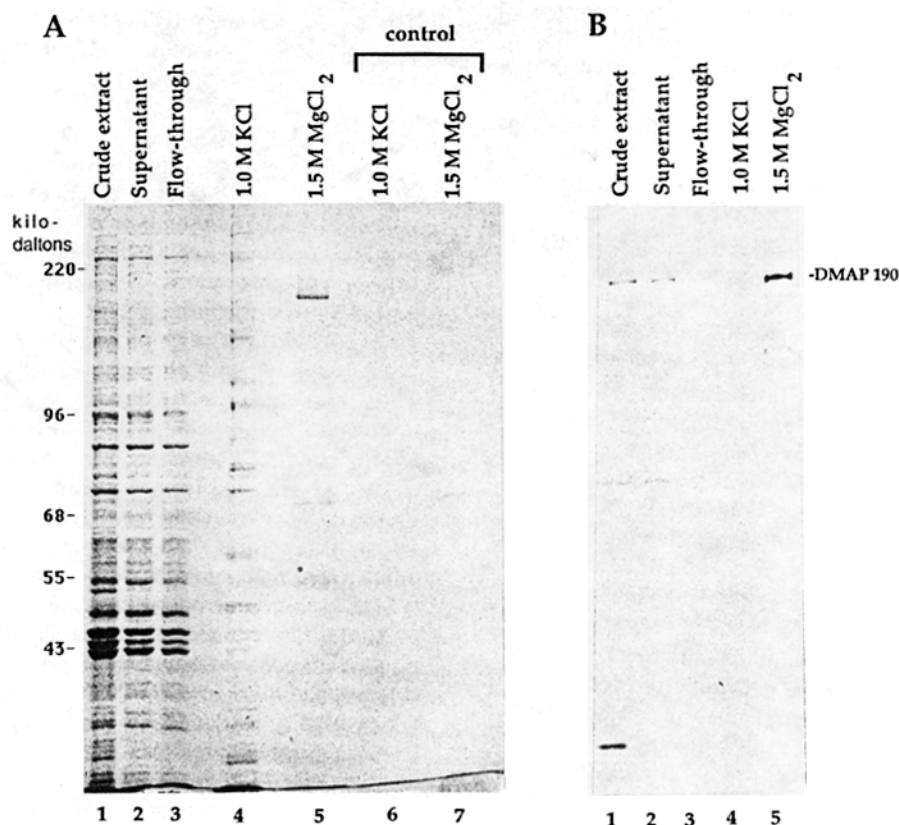 A
control
Crude extract
Supernatant
Flow-through
1.0 M KCl
1.5 M MgCl2
1.0 M KCl
1.5 M MgCl2
kilo-
daltons
220-
96-
68-
55-
43-
1 2 3 4 5 6 7
B
Crude extract
Supernatant
Flow-through
1.0 M KCl
1.5 M MgCl2
-DMAP 190
1 2 3 4 5